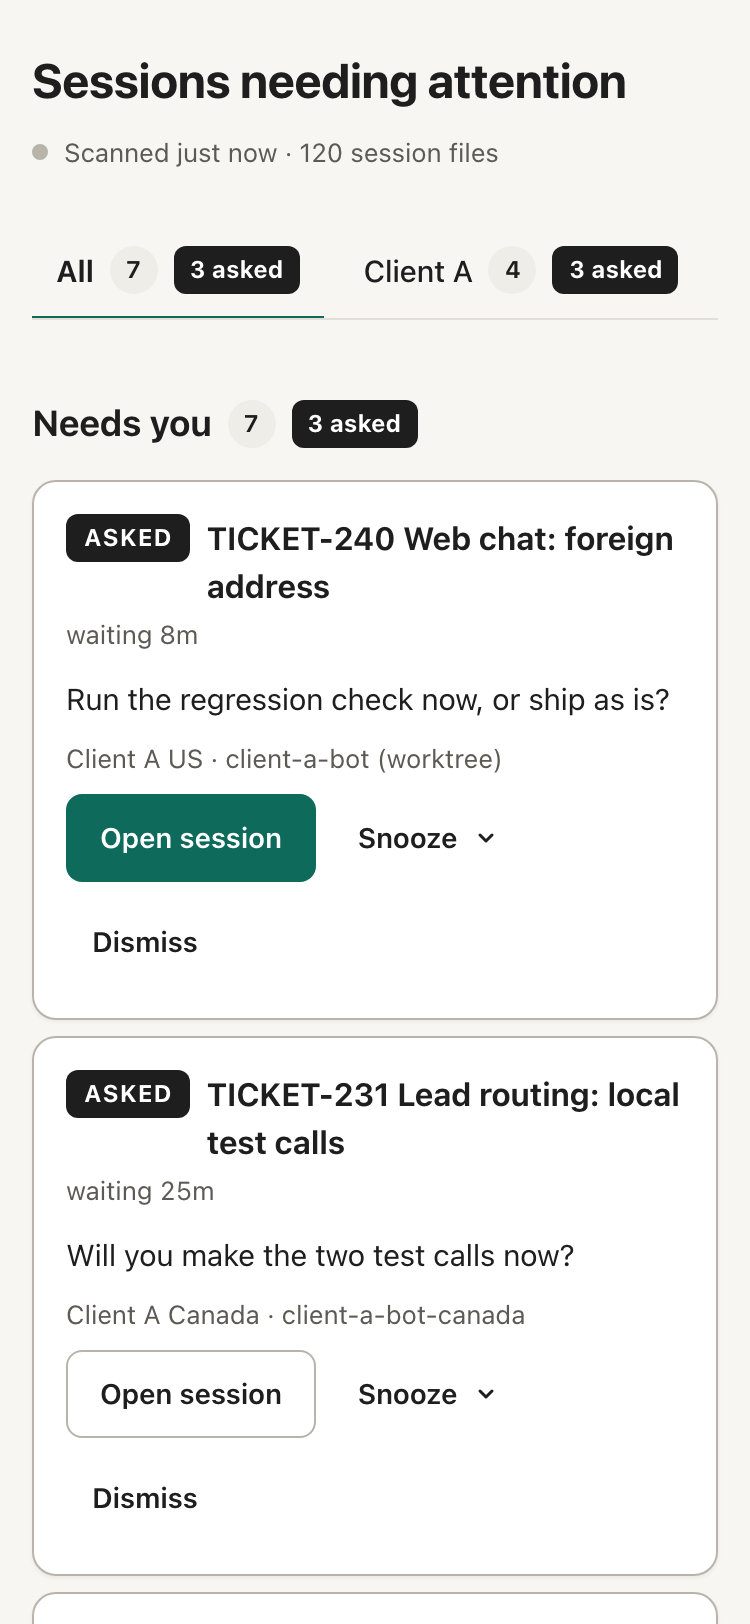 Sessions needing attention
Scanned just now · 120 session files
All 7 3 asked Client A 4 3 asked
Needs you 7 3 asked
ASKED TICKET-240 Web chat: foreign
address
waiting 8m
Run the regression check now, or ship as is?
Client A US · client-a-bot (worktree)
Open session Snooze
Dismiss
ASKED TICKET-231 Lead routing: local
test calls
waiting 25m
Will you make the two test calls now?
Client A Canada · client-a-bot-canada
Open session Snooze
Dismiss